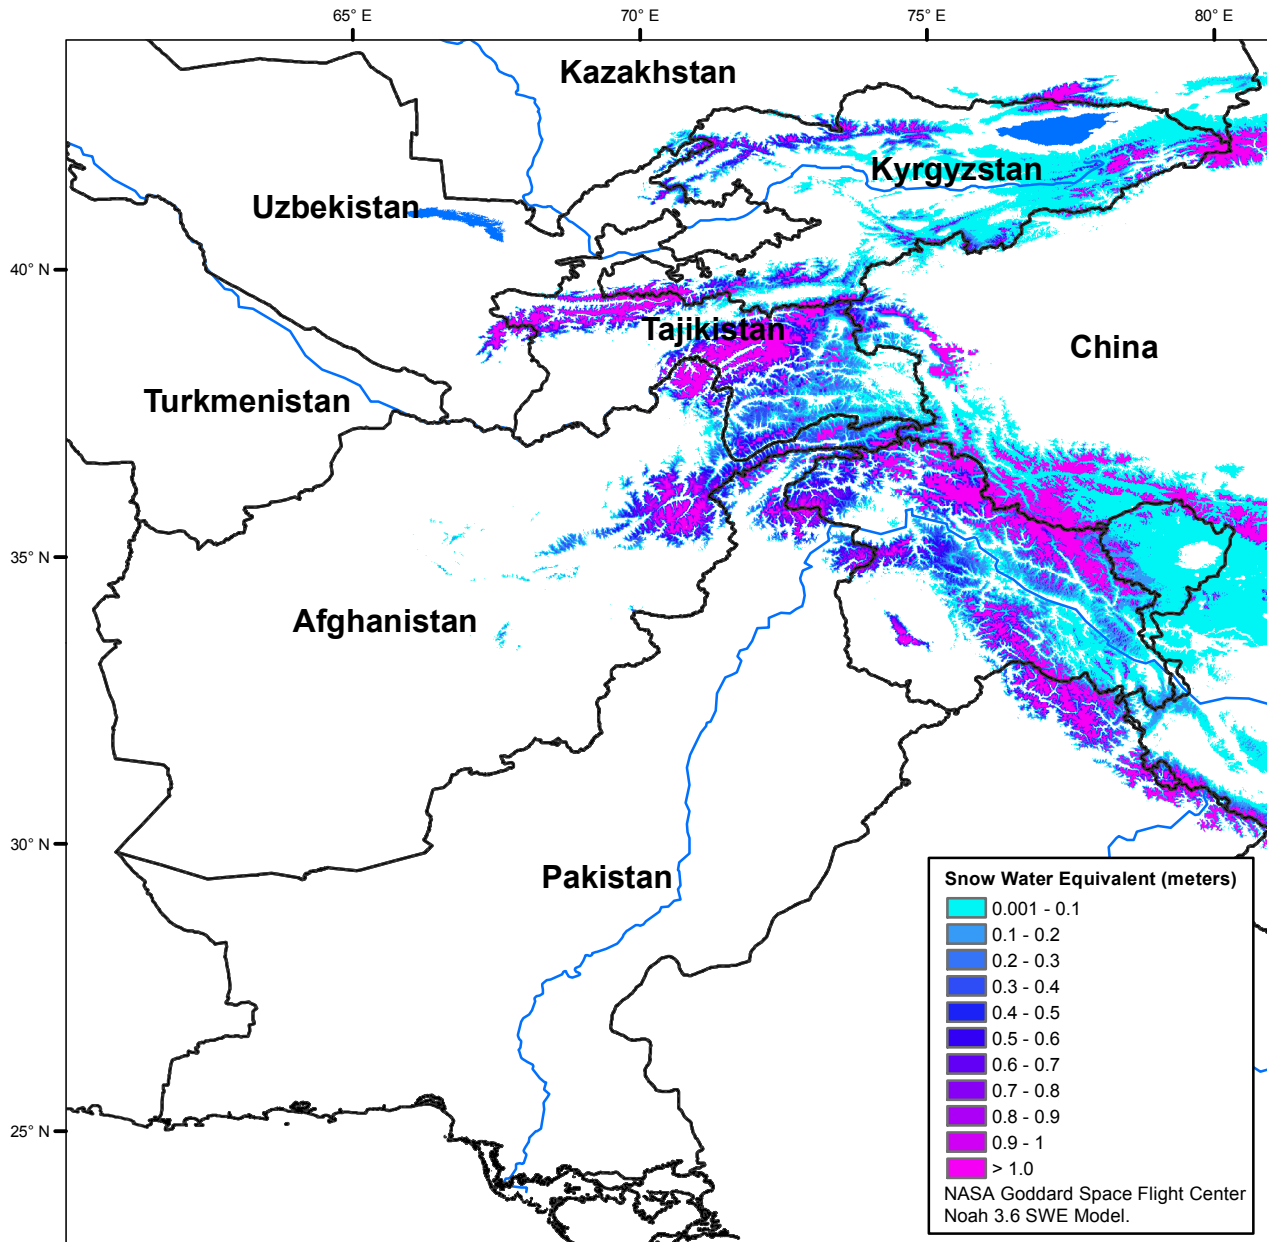 65° E
70° E
75° E
80° E
Kazakhstan
Kyrgyzstan
Uzbekistan
40° N
Tajikistan
China
Turkmenistan
35° N
Afghanistan
30° N
Pakistan
25° N
Snow Water Equivalent (meters)
0.001 - 0.1
0.1 - 0.2
0.2 - 0.3
0.3 - 0.4
0.4 - 0.5
0.5 - 0.6
0.6 - 0.7
0.7 - 0.8
0.8 - 0.9
0.9 - 1
> 1.0
NASA Goddard Space Flight Center
Noah 3.6 SWE Model.